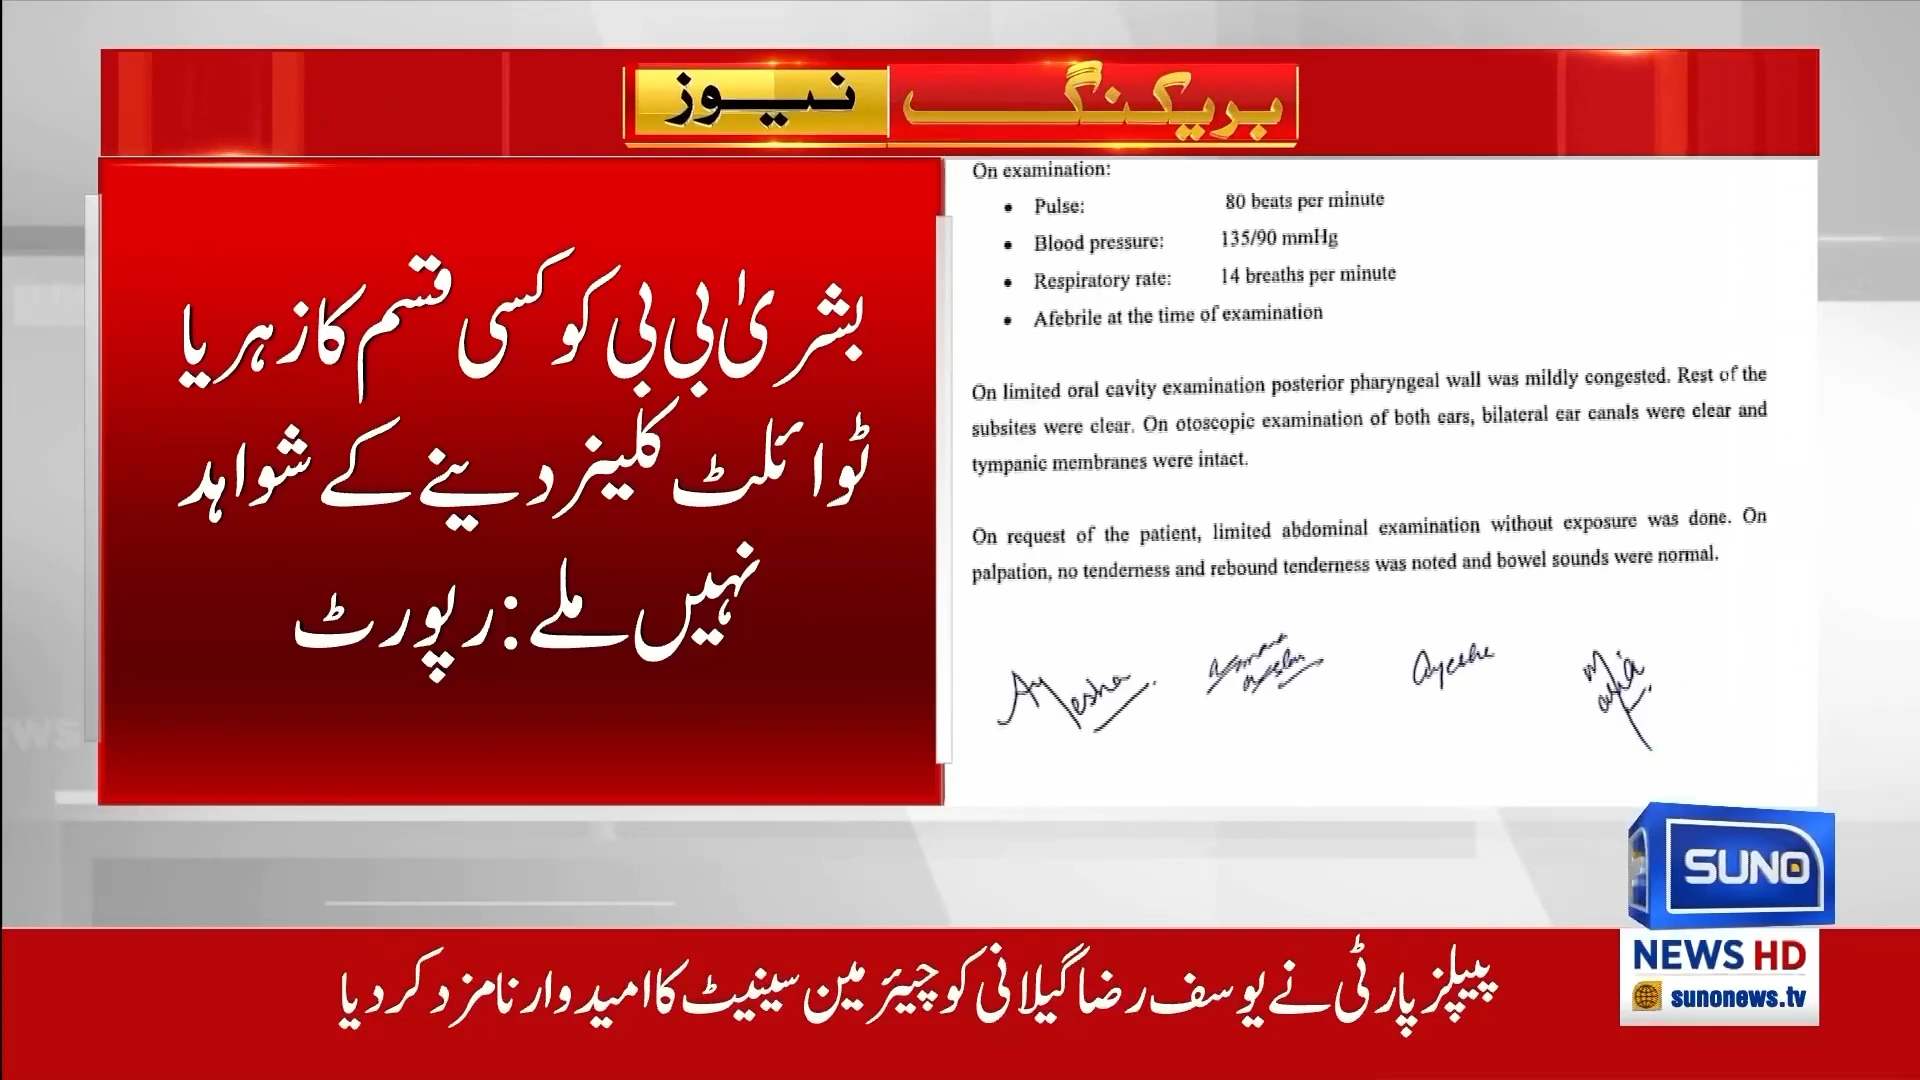 بریکنگ نیوز
بشریٰ بی بی کو کسی قسم کا زہر یا
ٹوائلٹ کلینر دینے کے شواہد
نہیں ملے: رپورٹ
On examination:
• Pulse: 80 beats per minute
• Blood pressure: 135/90 mmHg
• Respiratory rate: 14 breaths per minute
• Afebrile at the time of examination
On limited oral cavity examination posterior pharyngeal wall was mildly congested. Rest of the
subsites were clear. On otoscopic examination of both ears, bilateral ear canals were clear and
tympanic membranes were intact.
On request of the patient, limited abdominal examination without exposure was done. On
palpation, no tenderness and rebound tenderness was noted and bowel sounds were normal.
Ayesha
Ayesha
SUNO
NEWS HD
sunonews.tv
پیپلز پارٹی نے یوسف رضا گیلانی کو چیئرمین سینیٹ کا امیدوار نامزد کر دیا